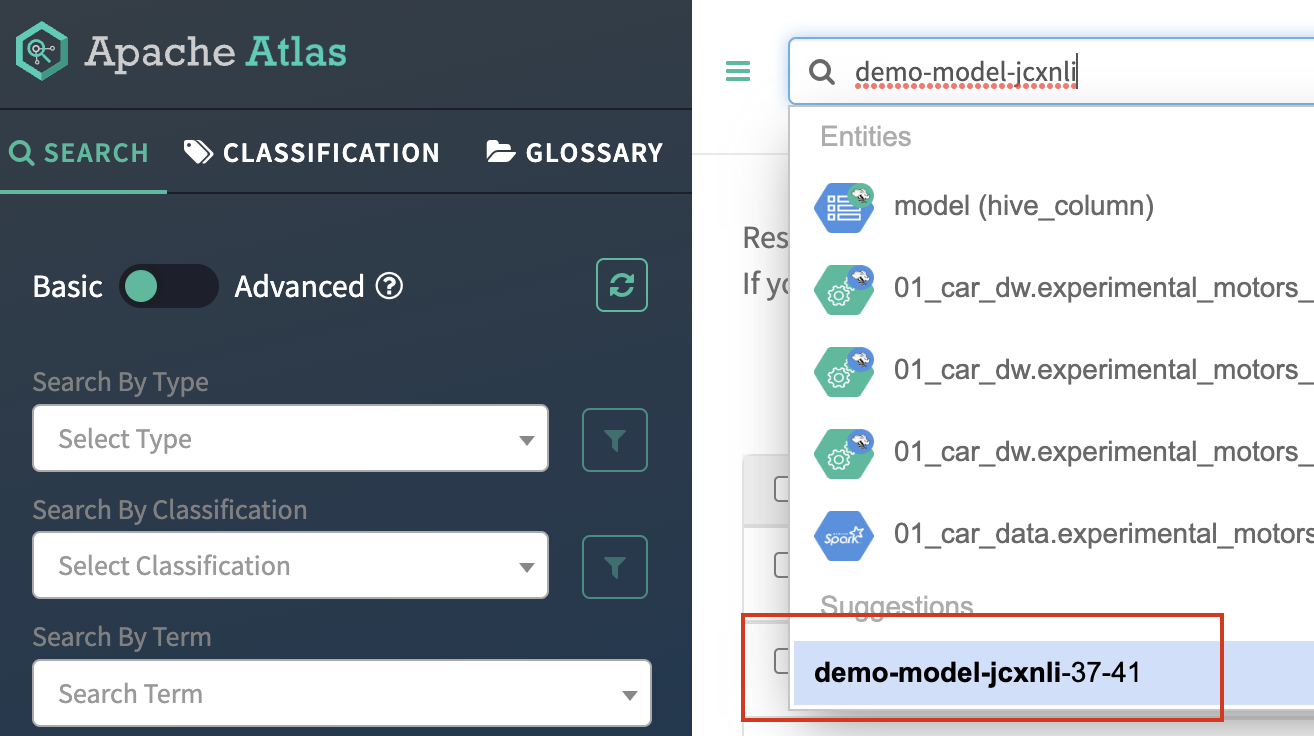 Apache Atlas
SEARCH
CLASSIFICATION
GLOSSARY
Basic
Advanced
?
Search By Type
Select Type
Search By Classification
Select Classification
Search By Term
Search Term
demo-model-jcxnli
Entities
model (hive_column)
01_car_dw.experimental_motors_
01_car_dw.experimental_motors_
01_car_dw.experimental_motors_
Spark
01_car_data.experimental_motors
Suggestions
demo-model-jcxnli-37-41
Res
If yo